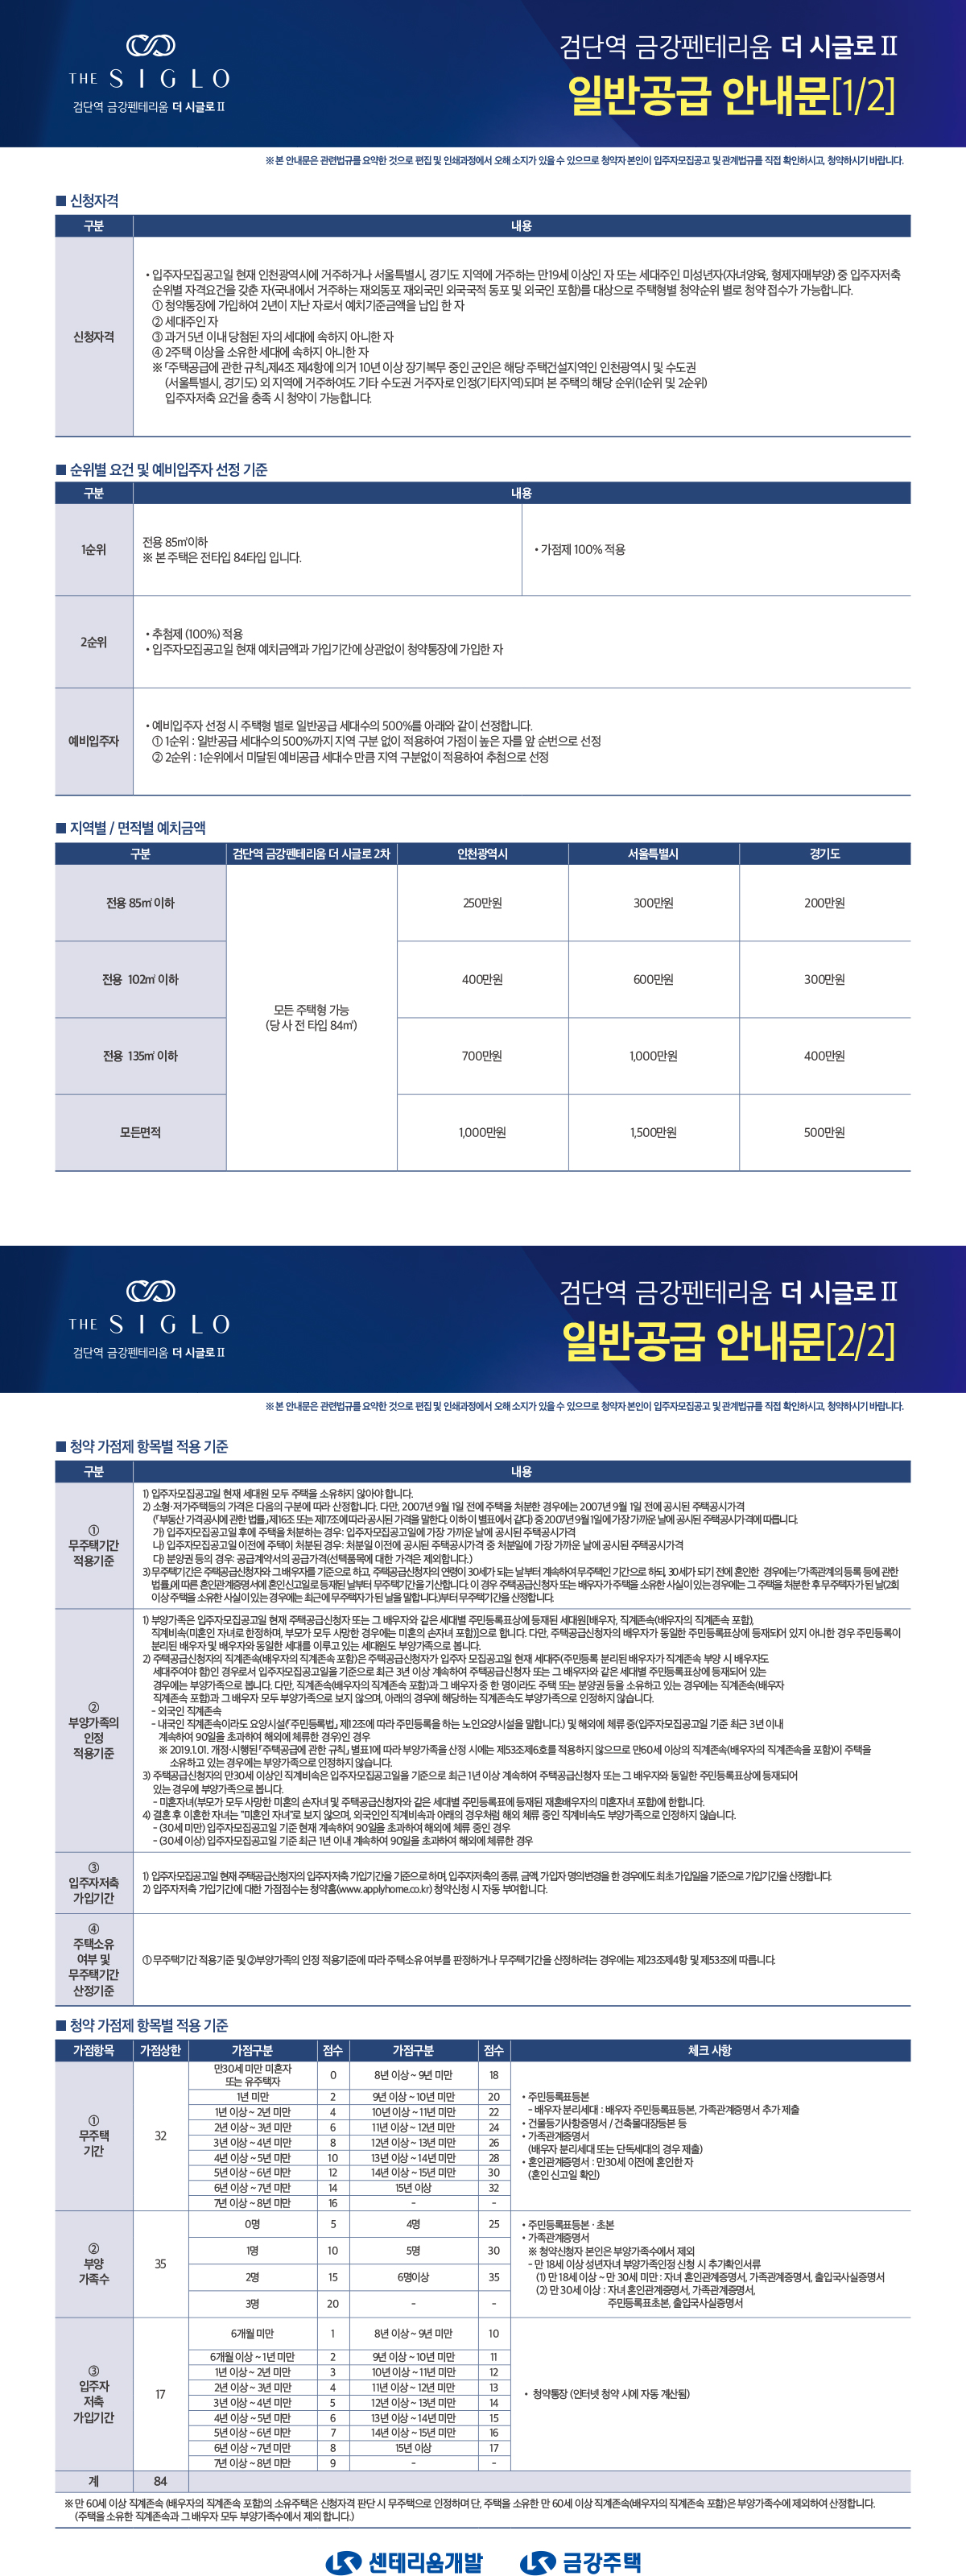 THE SIGLO
검단역 금강펜테리움 더 시글로 Ⅱ
검단역 금강펜테리움 더 시글로 Ⅱ
일반공급 안내문[1/2]
※ 본 안내문은 관련법규를 요약한 것으로 편집 및 인쇄과정에서 오해 소지가 있을 수 있으므로 청약자 본인이 입주자모집공고 및 관계법규를 직접 확인하시고, 청약하시기 바랍니다.
■ 신청자격
구분 내용
신청자격
• 입주자모집공고일 현재 인천광역시에 거주하거나 서울특별시, 경기도 지역에 거주하는 만19세 이상인 자 또는 세대주인 미성년자(자녀양육, 형제자매부양) 중 입주자저축
순위별 자격요건을 갖춘 자(국내에서 거주하는 재외동포 재외국민 외국국적 동포 및 외국인 포함)를 대상으로 주택형별 청약순위 별로 청약 접수가 가능합니다.
① 청약통장에 가입하여 2년이 지난 자로서 예치기준금액을 납입 한 자
② 세대주인 자
③ 과거 5년 이내 당첨된 자의 세대에 속하지 아니한 자
④ 2주택 이상을 소유한 세대에 속하지 아니한 자
※ 「주택공급에 관한 규칙」제4조 제4항에 의거 10년 이상 장기복무 중인 군인은 해당 주택건설지역인 인천광역시 및 수도권
(서울특별시, 경기도) 외 지역에 거주하여도 기타 수도권 거주자로 인정(기타지역)되며 본 주택의 해당 순위(1순위 및 2순위)
입주자저축 요건을 충족 시 청약이 가능합니다.
■ 순위별 요건 및 예비입주자 선정 기준
구분 내용
1순위
전용 85㎡이하
※ 본 주택은 전타입 84타입 입니다.
• 가점제 100% 적용
2순위
• 추첨제 (100%) 적용
• 입주자모집공고일 현재 예치금액과 가입기간에 상관없이 청약통장에 가입한 자
예비입주자
• 예비입주자 선정 시 주택형 별로 일반공급 세대수의 500%를 아래와 같이 선정합니다.
① 1순위 : 일반공급 세대수의 500%까지 지역 구분 없이 적용하여 가점이 높은 자를 앞 순번으로 선정
② 2순위 : 1순위에서 미달된 예비공급 세대수 만큼 지역 구분없이 적용하여 추첨으로 선정
■ 지역별 / 면적별 예치금액
구분 검단역 금강펜테리움 더 시글로 2차 인천광역시 서울특별시 경기도
전용 85㎡ 이하 250만원 300만원 200만원
전용 102㎡ 이하 400만원 600만원 300만원
모든 주택형 가능
(당 사 전 타입 84㎡)
전용 135㎡ 이하 700만원 1,000만원 400만원
모든면적 1,000만원 1,500만원 500만원
THE SIGLO
검단역 금강펜테리움 더 시글로 Ⅱ
검단역 금강펜테리움 더 시글로 Ⅱ
일반공급 안내문[2/2]
※ 본 안내문은 관련법규를 요약한 것으로 편집 및 인쇄과정에서 오해 소지가 있을 수 있으므로 청약자 본인이 입주자모집공고 및 관계법규를 직접 확인하시고, 청약하시기 바랍니다.
■ 청약 가점제 항목별 적용 기준
구분 내용
①
무주택기간
적용기준
1) 입주자모집공고일 현재 세대원 모두 주택을 소유하지 않아야 합니다.
2) 소형·저가주택등의 가격은 다음의 구분에 따라 산정합니다. 다만, 2007년 9월 1일 전에 주택을 처분한 경우에는 2007년 9월 1일 전에 공시된 주택공시가격
(「부동산 가격공시에 관한 법률」제16조 또는 제17조에 따라 공시된 가격을 말한다. 이하 이 별표에서 같다) 중 2007년 9월 1일에 가장 가까운 날에 공시된 주택공시가격에 따릅니다.
가) 입주자모집공고일 후에 주택을 처분하는 경우: 입주자모집공고일에 가장 가까운 날에 공시된 주택공시가격
나) 입주자모집공고일 이전에 주택이 처분된 경우: 처분일 이전에 공시된 주택공시가격 중 처분일에 가장 가까운 날에 공시된 주택공시가격
다) 분양권 등의 경우: 공급계약서의 공급가격(선택품목에 대한 가격은 제외합니다.)
3) 무주택기간은 주택공급신청자와 그 배우자를 기준으로 하고, 주택공급신청자의 연령이 30세가 되는 날부터 계속하여 무주택인 기간으로 하되, 30세가 되기 전에 혼인한 경우에는 「가족관계의 등록 등에 관한
법률」에 따른 혼인관계증명서에 혼인신고일로 등재된 날부터 무주택기간을 기산합니다. 이 경우 주택공급신청자 또는 배우자가 주택을 소유한 사실이 있는 경우에는 그 주택을 처분한 후 무주택자가 된 날(2회
이상 주택을 소유한 사실이 있는 경우에는 최근에 무주택자가 된 날을 말합니다.)부터 무주택기간을 산정합니다.
②
부양가족의
인정
적용기준
1) 부양가족은 입주자모집공고일 현재 주택공급신청자 또는 그 배우자와 같은 세대별 주민등록표상에 등재된 세대원[배우자, 직계존속(배우자의 직계존속 포함),
직계비속(미혼인 자녀로 한정하며, 부모가 모두 사망한 경우에는 미혼의 손자녀 포함)]으로 합니다. 다만, 주택공급신청자의 배우자가 동일한 주민등록표상에 등재되어 있지 아니한 경우 주민등록이
분리된 배우자 및 배우자와 동일한 세대를 이루고 있는 세대원도 부양가족으로 봅니다.
2) 주택공급신청자의 직계존속(배우자의 직계존속 포함)은 주택공급신청자가 입주자 모집공고일 현재 세대주(주민등록 분리된 배우자가 직계존속 부양 시 배우자도
세대주여야 함)인 경우로서 입주자모집공고일을 기준으로 최근 3년 이상 계속하여 주택공급신청자 또는 그 배우자와 같은 세대별 주민등록표상에 등재되어 있는
경우에는 부양가족으로 봅니다. 다만, 직계존속(배우자의 직계존속 포함)과 그 배우자 중 한 명이라도 주택 또는 분양권 등을 소유하고 있는 경우에는 직계존속(배우자
직계존속 포함)과 그 배우자 모두 부양가족으로 보지 않으며, 아래의 경우에 해당하는 직계존속도 부양가족으로 인정하지 않습니다.
- 외국인 직계존속
- 내국인 직계존속이라도 요양시설(「주민등록법」 제12조에 따라 주민등록을 하는 노인요양시설을 말합니다.) 및 해외에 체류 중(입주자모집공고일 기준 최근 3년 이내
계속하여 90일을 초과하여 해외에 체류한 경우)인 경우
※ 2019.1.01. 개정·시행된 「주택공급에 관한 규칙」 별표1에 따라 부양가족을 산정 시에는 제53조제6호를 적용하지 않으므로 만60세 이상의 직계존속(배우자의 직계존속을 포함)이 주택을
소유하고 있는 경우에는 부양가족으로 인정하지 않습니다.
3) 주택공급신청자의 만30세 이상인 직계비속은 입주자모집공고일을 기준으로 최근 1년 이상 계속하여 주택공급신청자 또는 그 배우자와 동일한 주민등록표상에 등재되어
있는 경우에 부양가족으로 봅니다.
- 미혼자녀(부모가 모두 사망한 미혼의 손자녀 및 주택공급신청자와 같은 세대별 주민등록표에 등재된 재혼배우자의 미혼자녀 포함)에 한합니다.
4) 결혼 후 이혼한 자녀는 "미혼인 자녀"로 보지 않으며, 외국인인 직계비속과 아래의 경우처럼 해외 체류 중인 직계비속도 부양가족으로 인정하지 않습니다.
- (30세 미만) 입주자모집공고일 기준 현재 계속하여 90일을 초과하여 해외에 체류 중인 경우
- (30세 이상) 입주자모집공고일 기준 최근 1년 이내 계속하여 90일을 초과하여 해외에 체류한 경우
③
입주자저축
가입기간
1) 입주자모집공고일 현재 주택공급신청자의 입주자저축 가입기간을 기준으로 하며, 입주자저축의 종류, 금액, 가입자 명의변경을 한 경우에도 최초 가입일을 기준으로 가입기간을 산정합니다.
2) 입주자저축 가입기간에 대한 가점점수는 청약홈(www.applyhome.co.kr) 청약신청 시 자동 부여합니다.
④
주택소유
여부 및
무주택기간
산정기준
① 무주택기간 적용기준 및 ②부양가족의 인정 적용기준에 따라 주택소유 여부를 판정하거나 무주택기간을 산정하려는 경우에는 제23조제4항 및 제53조에 따릅니다.
■ 청약 가점제 항목별 적용 기준
가점항목 가점상한 가점구분 점수 가점구분 점수 체크 사항
①
무주택
기간
32
만30세 미만 미혼자
또는 유주택자 0 8년 이상 ~ 9년 미만 18
1년 미만 2 9년 이상 ~ 10년 미만 20
1년 이상 ~ 2년 미만 4 10년 이상 ~ 11년 미만 22
2년 이상 ~ 3년 미만 6 11년 이상 ~ 12년 미만 24
3년 이상 ~ 4년 미만 8 12년 이상 ~ 13년 미만 26
4년 이상 ~ 5년 미만 10 13년 이상 ~ 14년 미만 28
5년 이상 ~ 6년 미만 12 14년 이상 ~ 15년 미만 30
6년 이상 ~ 7년 미만 14 15년 이상 32
7년 이상 ~ 8년 미만 16 - -
• 주민등록표등본
- 배우자 분리세대 : 배우자 주민등록표등본, 가족관계증명서 추가 제출
• 건물등기사항증명서 / 건축물대장등본 등
• 가족관계증명서
(배우자 분리세대 또는 단독세대의 경우 제출)
• 혼인관계증명서 : 만30세 이전에 혼인한 자
(혼인 신고일 확인)
②
부양
가족수
35
0명 5 4명 25
1명 10 5명 30
2명 15 6명이상 35
3명 20 - -
• 주민등록표등본 · 초본
• 가족관계증명서
※ 청약신청자 본인은 부양가족수에서 제외
- 만 18세 이상 성년자녀 부양가족인정 신청 시 추가확인서류
(1) 만 18세 이상 ~ 만 30세 미만 : 자녀 혼인관계증명서, 가족관계증명서, 출입국사실증명서
(2) 만 30세 이상 : 자녀 혼인관계증명서, 가족관계증명서,
주민등록표초본, 출입국사실증명서
③
입주자
저축
가입기간
17
6개월 미만 1 8년 이상 ~ 9년 미만 10
6개월 이상 ~ 1년 미만 2 9년 이상 ~ 10년 미만 11
1년 이상 ~ 2년 미만 3 10년 이상 ~ 11년 미만 12
2년 이상 ~ 3년 미만 4 11년 이상 ~ 12년 미만 13
3년 이상 ~ 4년 미만 5 12년 이상 ~ 13년 미만 14
4년 이상 ~ 5년 미만 6 13년 이상 ~ 14년 미만 15
5년 이상 ~ 6년 미만 7 14년 이상 ~ 15년 미만 16
6년 이상 ~ 7년 미만 8 15년 이상 17
7년 이상 ~ 8년 미만 9 - -
• 청약통장 (인터넷 청약 시에 자동 계산됨)
계 84
※ 만 60세 이상 직계존속 (배우자의 직계존속 포함)의 소유주택은 신청자격 판단 시 무주택으로 인정하며 단, 주택을 소유한 만 60세 이상 직계존속(배우자의 직계존속 포함)은 부양가족수에 제외하여 산정합니다.
(주택을 소유한 직계존속과 그 배우자 모두 부양가족수에서 제외 합니다.)
센테리움개발 금강주택